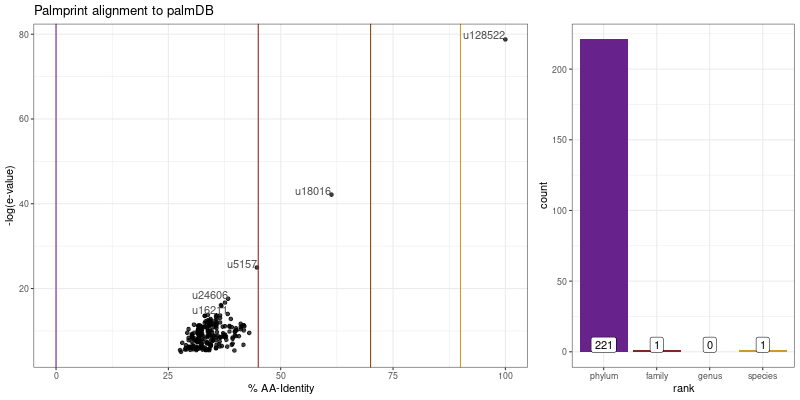 Palmprint alignment to palmDB
-log(e-value)
80
60
40
20
u128522
u18016
u5157
u24606
u16211
0
25
50
75
100
% AA-Identity
count
200
150
100
50
0
221
1
0
1
phylum
family
genus
species
rank